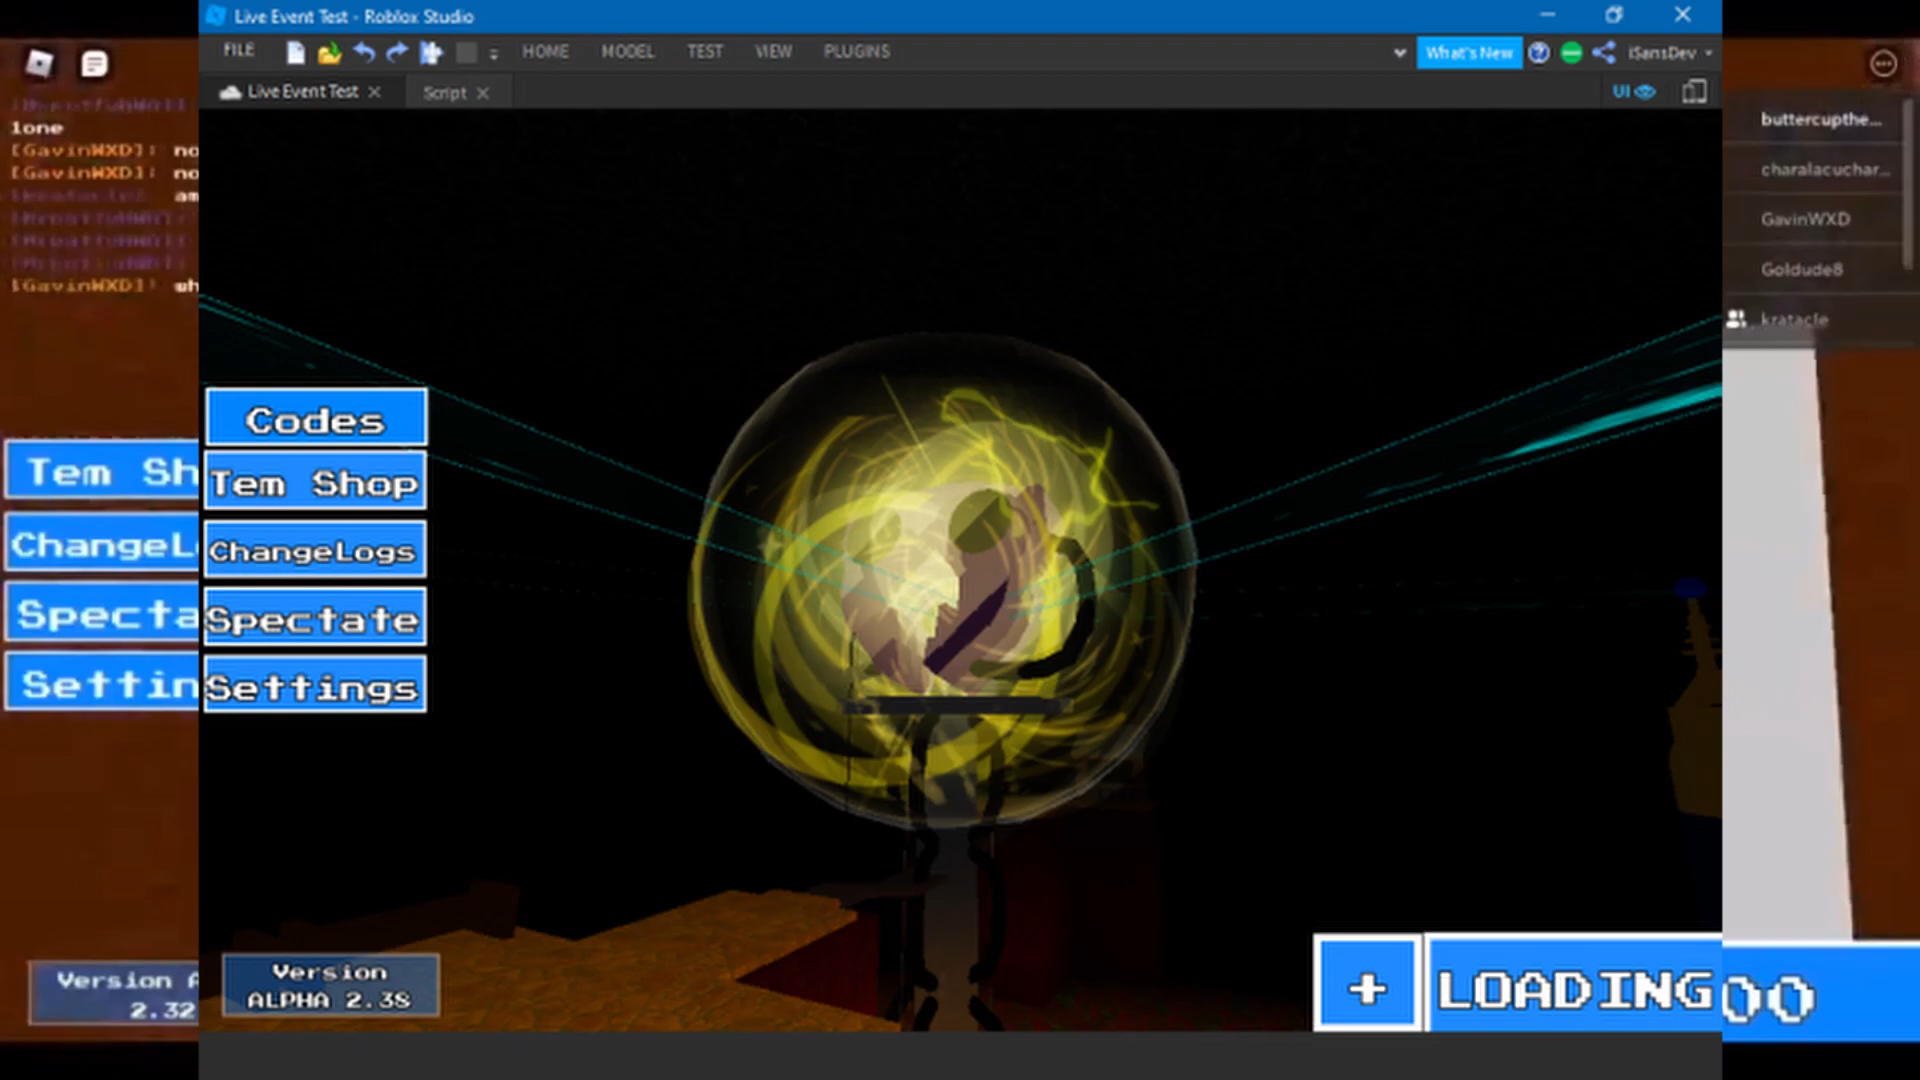 Live Event Test - Roblox Studio
FILE HOME MODEL TEST VIEW PLUGINS What's New iSansDev
Live Event Test Script UI
lone
[GavinWXD]: no
[GavinWXD]: no
am
[GavinWXD]: wh
buttercupthe...
charalacuchar...
GavinWXD
Goldude8
kratacle
Tem Sh
ChangeL
Specta
Settin
Codes
Tem Shop
ChangeLogs
Spectate
Settings
Version A
2.32
Version
ALPHA 2.38
+ LOADING
00